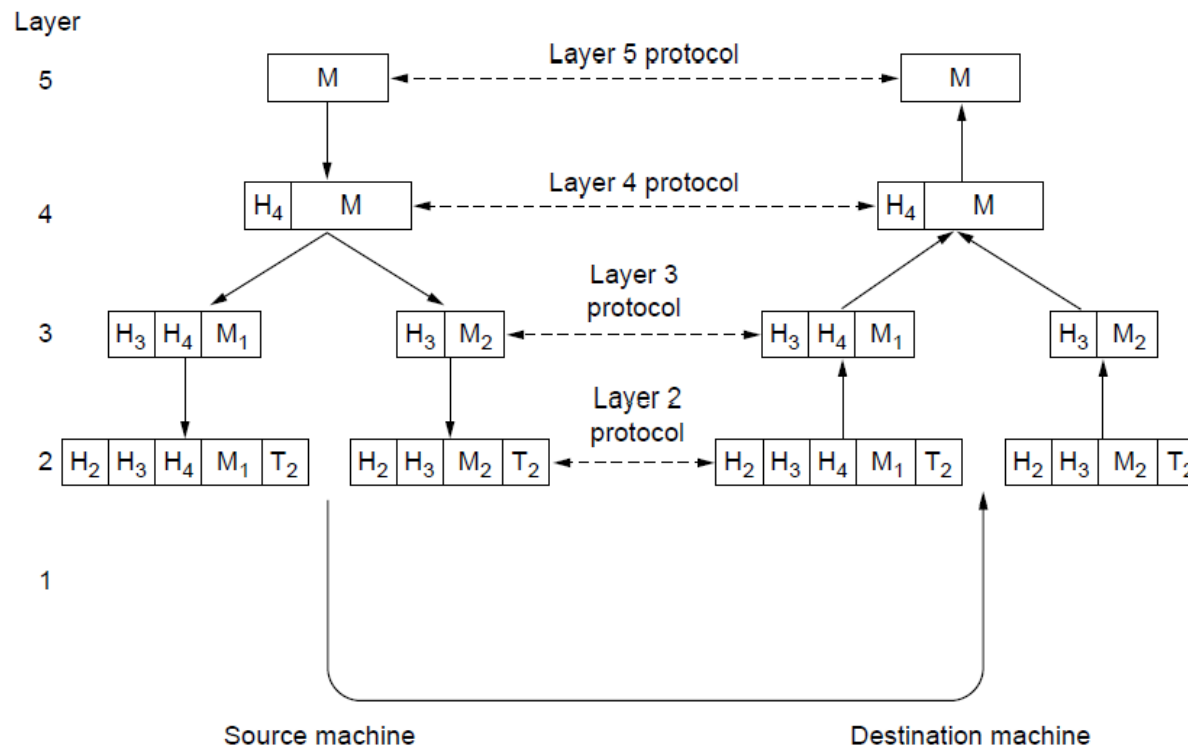 Layer
5 M Layer 5 protocol M
4 H₄ M Layer 4 protocol H₄ M
Layer 3
protocol
3 H₃ H₄ M₁ H₃ M₂ H₃ H₄ M₁ H₃ M₂
Layer 2
protocol
2 H₂ H₃ H₄ M₁ T₂ H₂ H₃ M₂ T₂ H₂ H₃ H₄ M₁ T₂ H₂ H₃ M₂ T₂
1
Source machine Destination machine